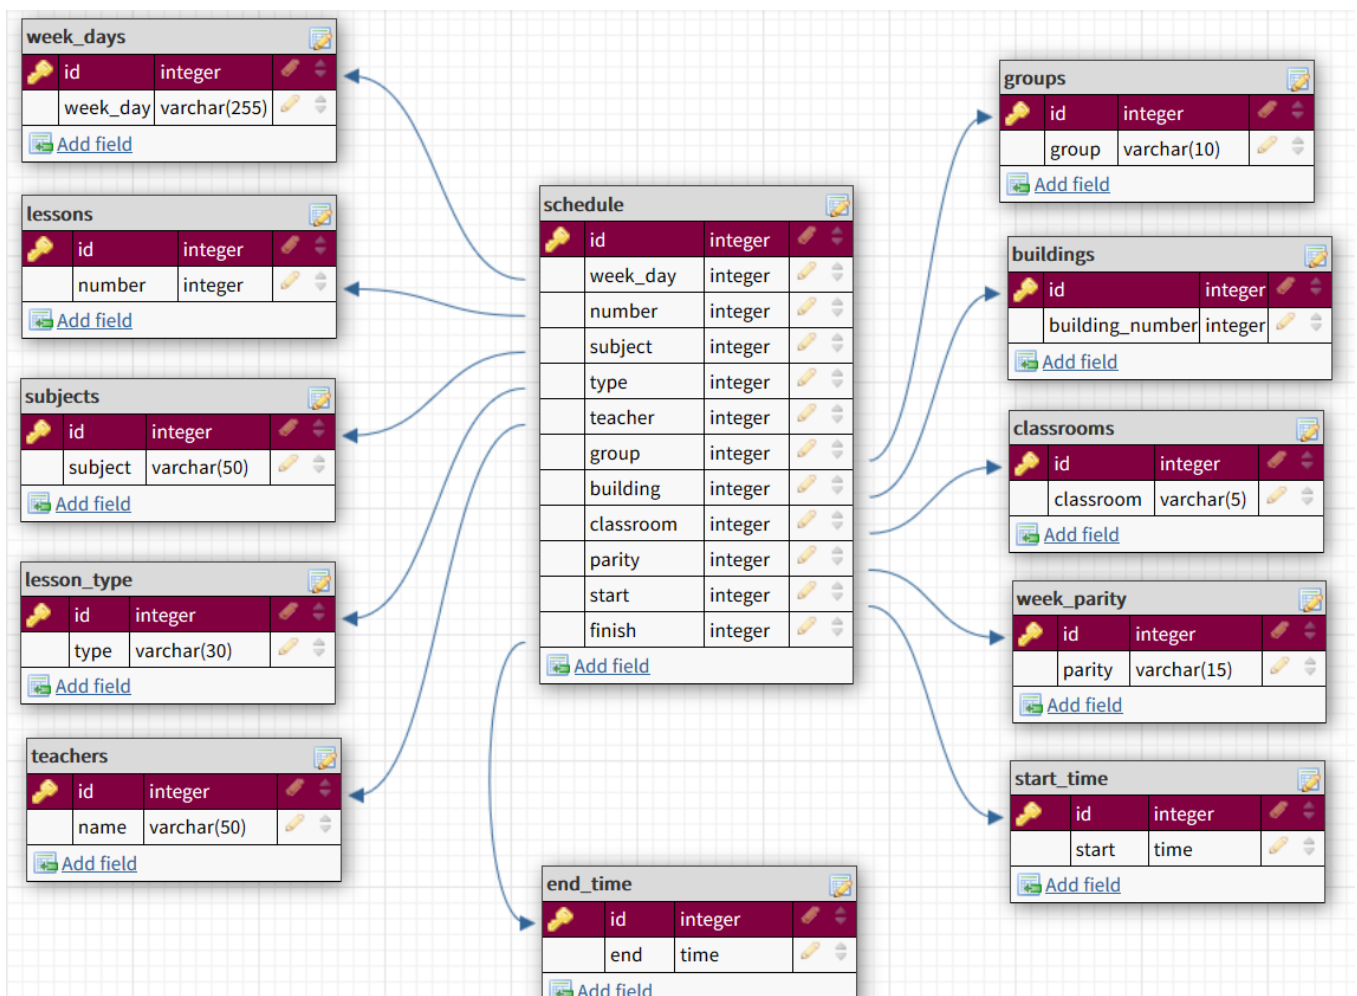 week_days
id integer
week_day varchar(255)
Add field
lessons
id integer
number integer
Add field
subjects
id integer
subject varchar(50)
Add field
lesson_type
id integer
type varchar(30)
Add field
teachers
id integer
name varchar(50)
Add field
schedule
id integer
week_day integer
number integer
subject integer
type integer
teacher integer
group integer
building integer
classroom integer
parity integer
start integer
finish integer
Add field
end_time
id integer
end time
Add field
groups
id integer
group varchar(10)
Add field
buildings
id integer
building_number integer
Add field
classrooms
id integer
classroom varchar(5)
Add field
week_parity
id integer
parity varchar(15)
Add field
start_time
id integer
start time
Add field